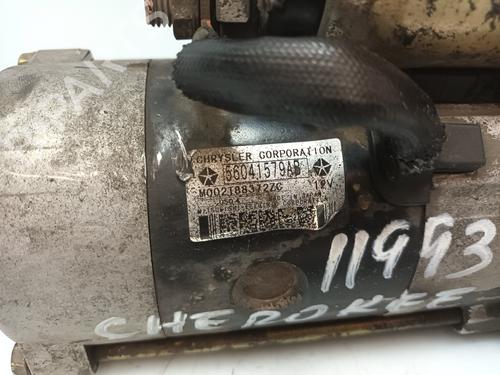 CHRYSLER CORPORATION
56041579AB
M002T88372ZC 12V
11993
CHEROKEE